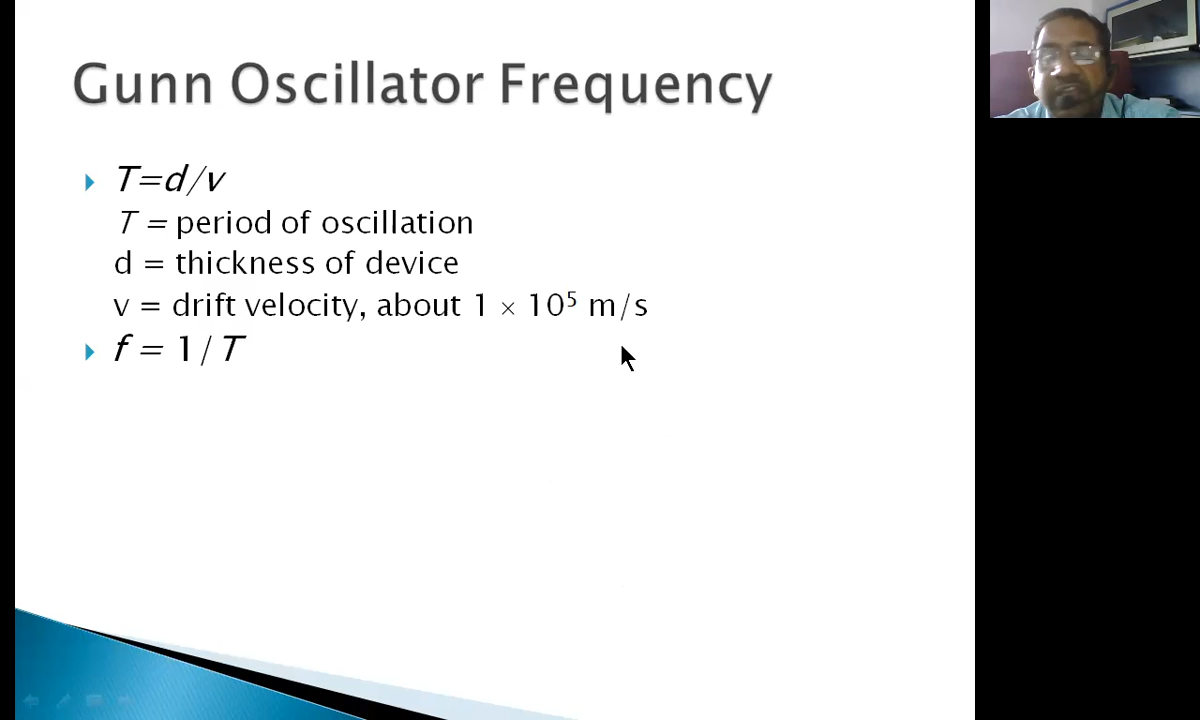 Gunn Oscillator Frequency
T=d/v
T = period of oscillation
d = thickness of device
v = drift velocity, about 1 × 10⁵ m/s
f = 1/T